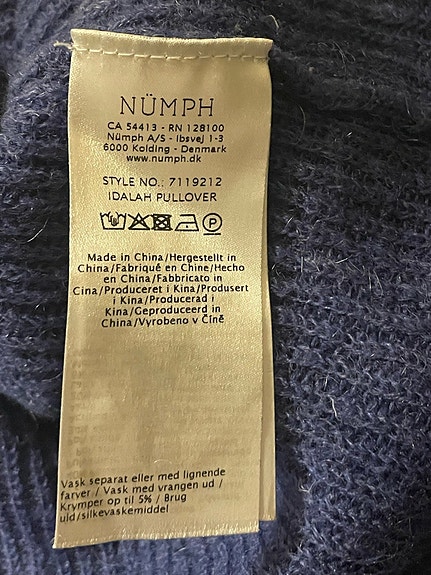 NÜMPH
CA 54413 - RN 128100
Nümph A/S - Ibsvej 1-3
6000 Kolding - Denmark
www.numph.dk
STYLE NO.: 7119212
IDALAH PULLOVER
Made in China/Hergestellt in
China/Fabriqué en Chine/Hecho
en China/Fabbricato in
Cina/Produceret i Kina/Produsert
i Kina/Producerad i
Kina/Geproduceerd in
China/Vyrobeno v Číně
Vask separat eller med lignende
farver / Vask med vrangen ud /
Krymper op til 5% / Brug
uld/silkevaskemiddel